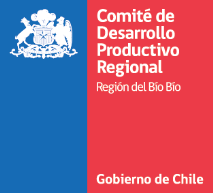 Comité de
Desarrollo
Productivo
Regional
Región del Bío Bío
Gobierno de Chile